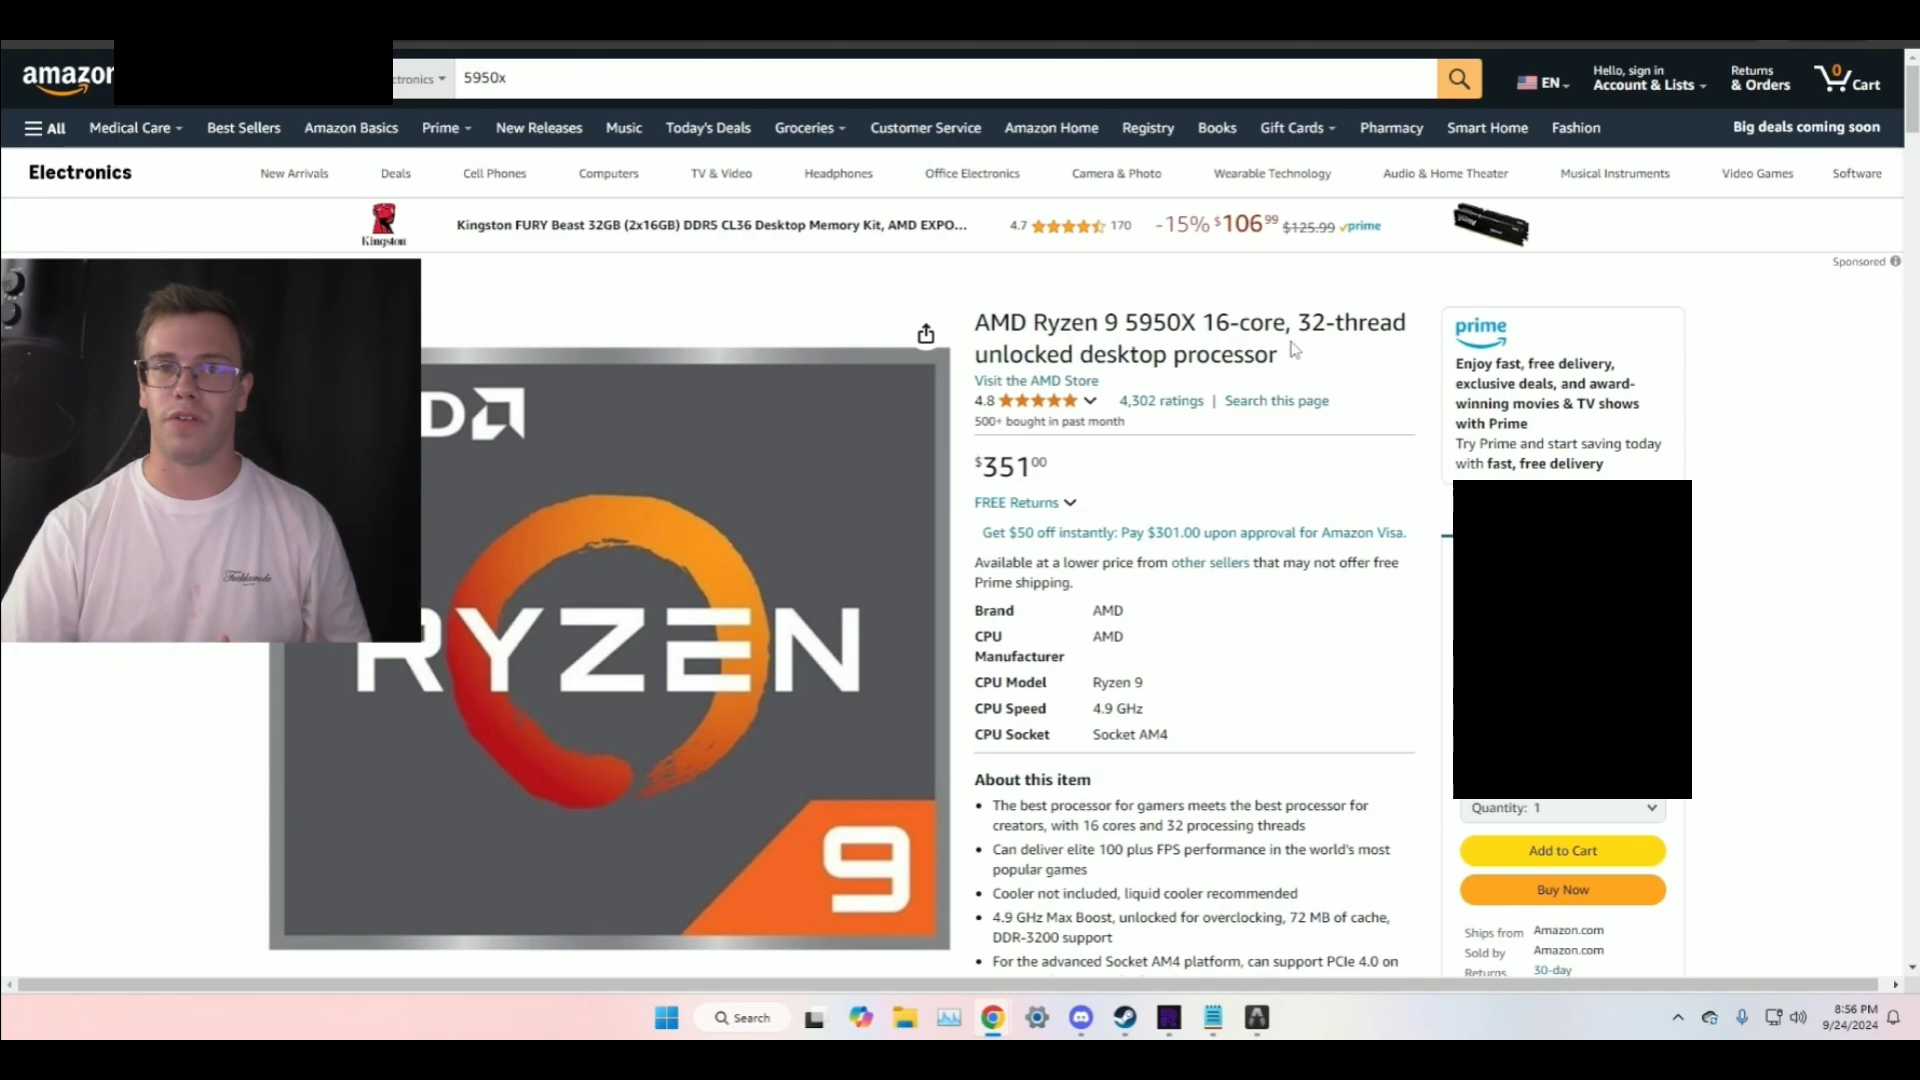 amazon
ctronics
5950x
EN
Hello, sign in
Account & Lists
Returns
& Orders
0
Cart
All
Medical Care
Best Sellers
Amazon Basics
Prime
New Releases
Music
Today's Deals
Groceries
Customer Service
Amazon Home
Registry
Books
Gift Cards
Pharmacy
Smart Home
Fashion
Big deals coming soon
Electronics
New Arrivals
Deals
Cell Phones
Computers
TV & Video
Headphones
Office Electronics
Camera & Photo
Wearable Technology
Audio & Home Theater
Musical Instruments
Video Games
Software
Kingston
Kingston FURY Beast 32GB (2x16GB) DDR5 CL36 Desktop Memory Kit, AMD EXPO...
4.7
170
-15% $106 99 $125.99 prime
Sponsored
AMD Ryzen 9 5950X 16-core, 32-thread
unlocked desktop processor
Visit the AMD Store
4.8
4,302 ratings | Search this page
500+ bought in past month
$351 00
FREE Returns
Get $50 off instantly: Pay $301.00 upon approval for Amazon Visa.
Available at a lower price from other sellers that may not offer free
Prime shipping.
Brand AMD
CPU AMD
Manufacturer
CPU Model Ryzen 9
CPU Speed 4.9 GHz
CPU Socket Socket AM4
About this item
• The best processor for gamers meets the best processor for
creators, with 16 cores and 32 processing threads
• Can deliver elite 100 plus FPS performance in the world's most
popular games
• Cooler not included, liquid cooler recommended
• 4.9 GHz Max Boost, unlocked for overclocking, 72 MB of cache,
DDR-3200 support
• For the advanced Socket AM4 platform, can support PCIe 4.0 on
D
RYZEN
9
prime
Enjoy fast, free delivery,
exclusive deals, and award-
winning movies & TV shows
with Prime
Try Prime and start saving today
with fast, free delivery
Quantity: 1
Add to Cart
Buy Now
Ships from Amazon.com
Sold by Amazon.com
Returns 30-day
Search
8:56 PM
9/24/2024